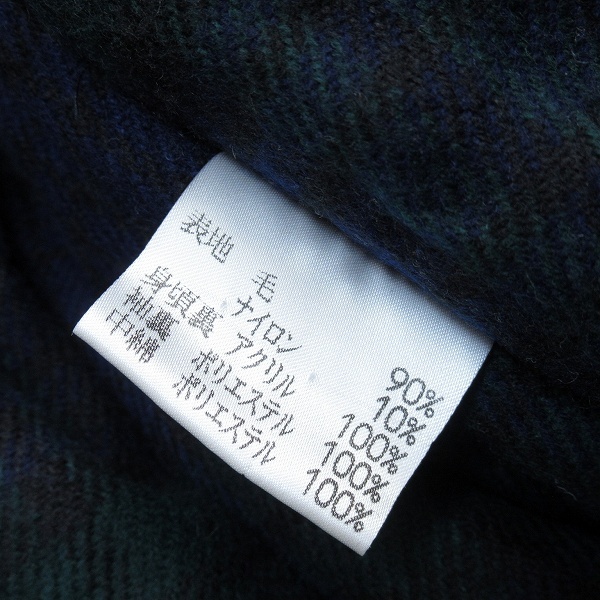 表地 毛 90%
ナイロン 10%
身頃裏 アクリル 100%
袖裏 ポリエステル 100%
中綿 ポリエステル 100%